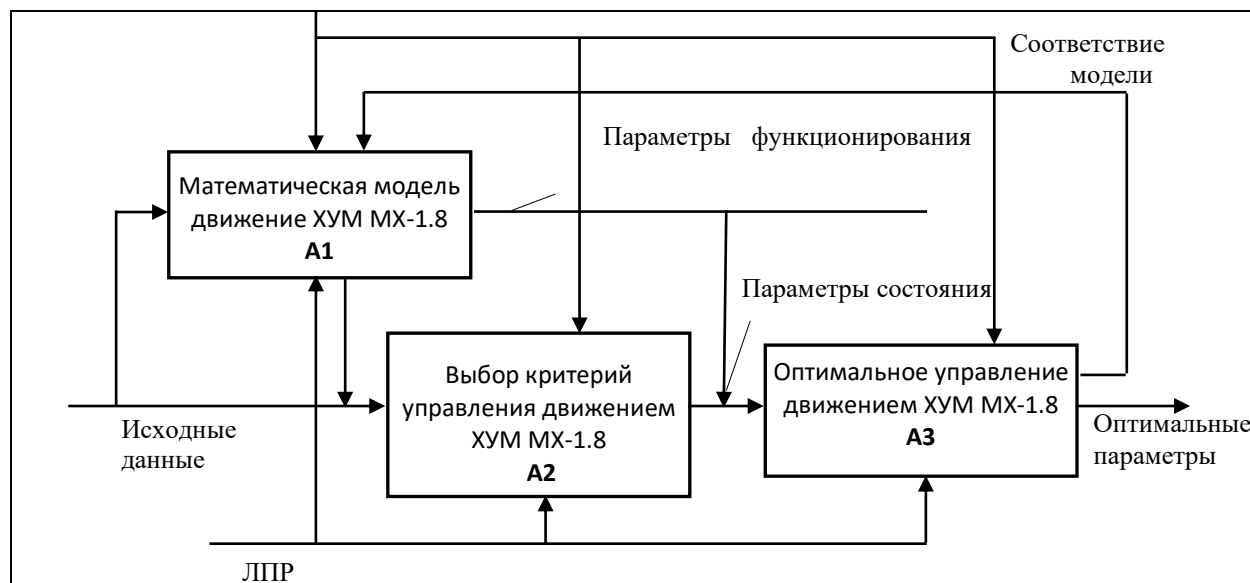 Соответствие
модели
Параметры функционирования
Математическая модель
движение ХУМ МХ-1.8
А1
Параметры состояния
Выбор критерий
управления движением
ХУМ МХ-1.8
А2
Оптимальное управление
движением ХУМ МХ-1.8
А3
Исходные
данные
Оптимальные
параметры
ЛПР